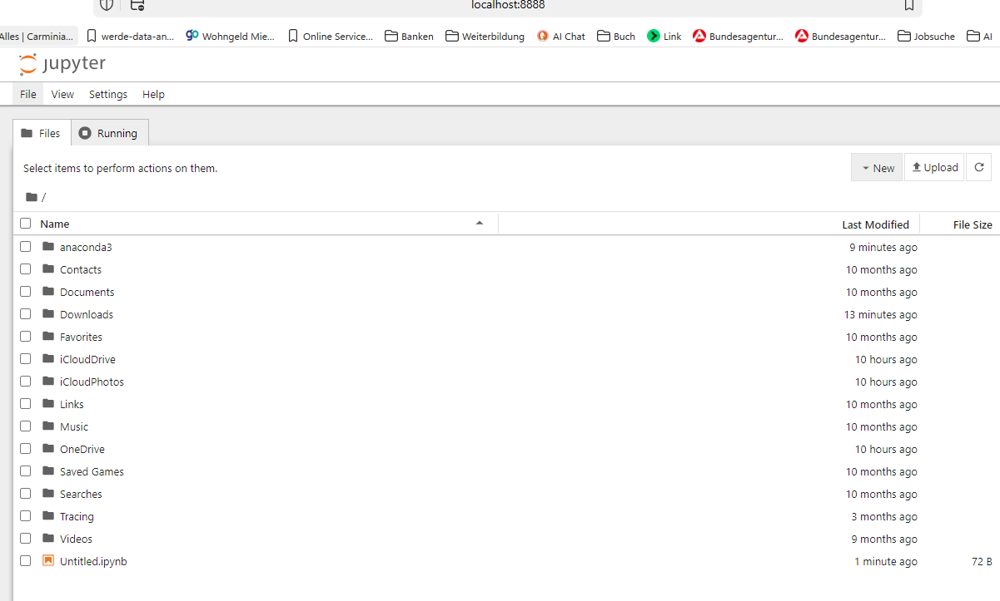 localhost:8888
Alles | Carminia... werde-data-an... Wohngeld Mie... Online Service... Banken Weiterbildung AI Chat Buch Link Bundesagentur... Bundesagentur... Jobsuche AI
go
jupyter
File View Settings Help
Files Running
Select items to perform actions on them.
New Upload
/
Name Last Modified File Size
anaconda3 9 minutes ago
Contacts 10 months ago
Documents 10 months ago
Downloads 13 minutes ago
Favorites 10 months ago
iCloudDrive 10 hours ago
iCloudPhotos 10 hours ago
Links 10 months ago
Music 10 months ago
OneDrive 10 hours ago
Saved Games 10 months ago
Searches 10 months ago
Tracing 3 months ago
Videos 9 months ago
Untitled.ipynb 1 minute ago 72 B